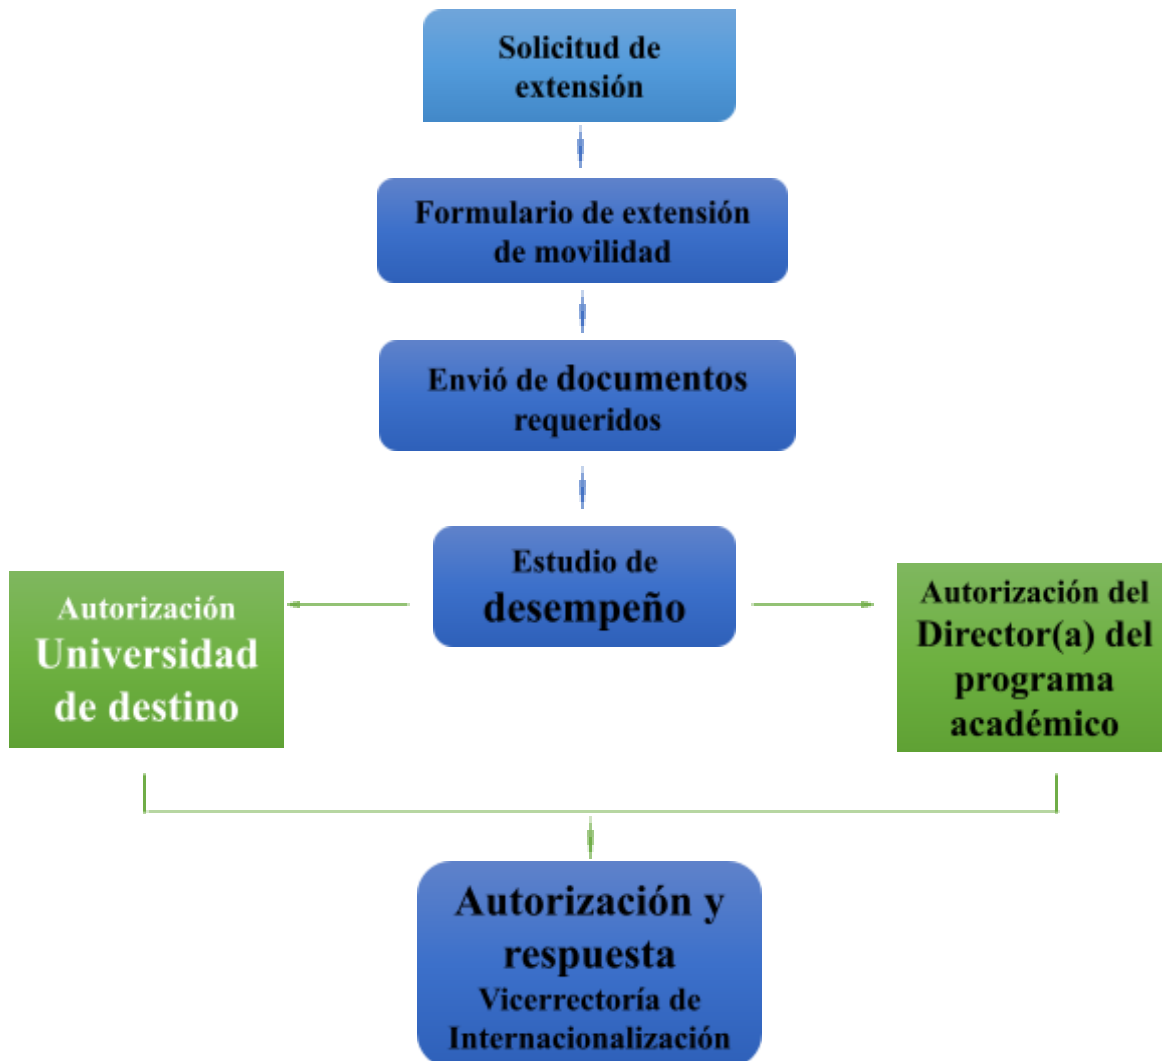 Solicitud de
extensión
Formulario de extensión
de movilidad
Envió de documentos
requeridos
Estudio de
desempeño
Autorización
Universidad
de destino
Autorización del
Director(a) del
programa
académico
Autorización y
respuesta
Vicerrectoría de
Internacionalización